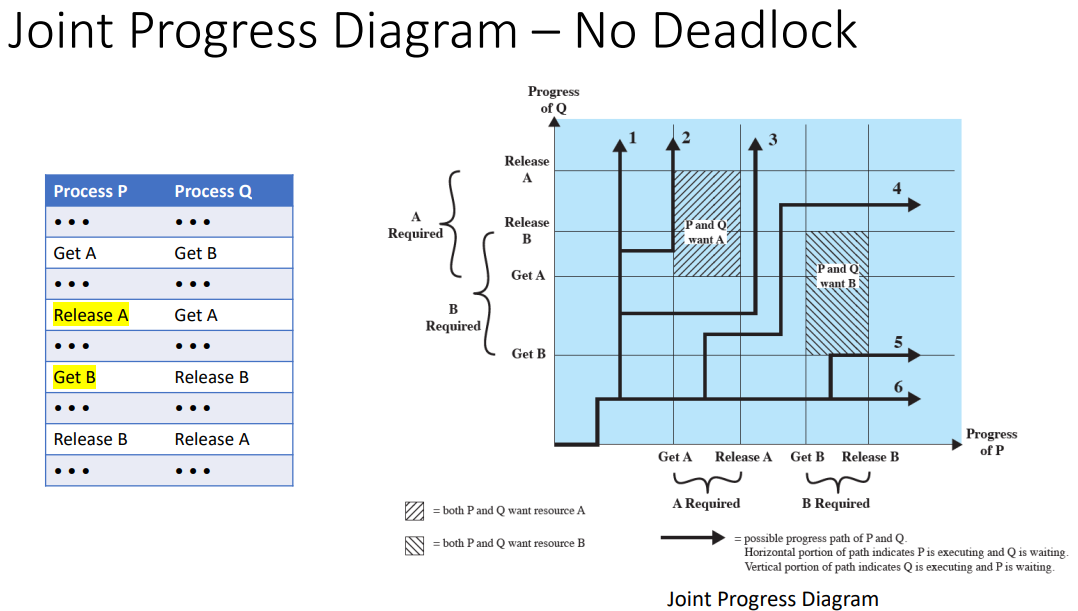 Joint Progress Diagram – No Deadlock
Process P Process Q
••• •••
Get A Get B
••• •••
Release A Get A
••• •••
Get B Release B
••• •••
Release B Release A
••• •••
Progress
of Q
1
2
3
4
5
6
Release
A
Release
B
Get A
Get B
A
Required
B
Required
P and Q
want A
P and Q
want B
Progress
of P
Get A Release A Get B Release B
A Required B Required
= both P and Q want resource A
= both P and Q want resource B
= possible progress path of P and Q.
Horizontal portion of path indicates P is executing and Q is waiting.
Vertical portion of path indicates Q is executing and P is waiting.
Joint Progress Diagram